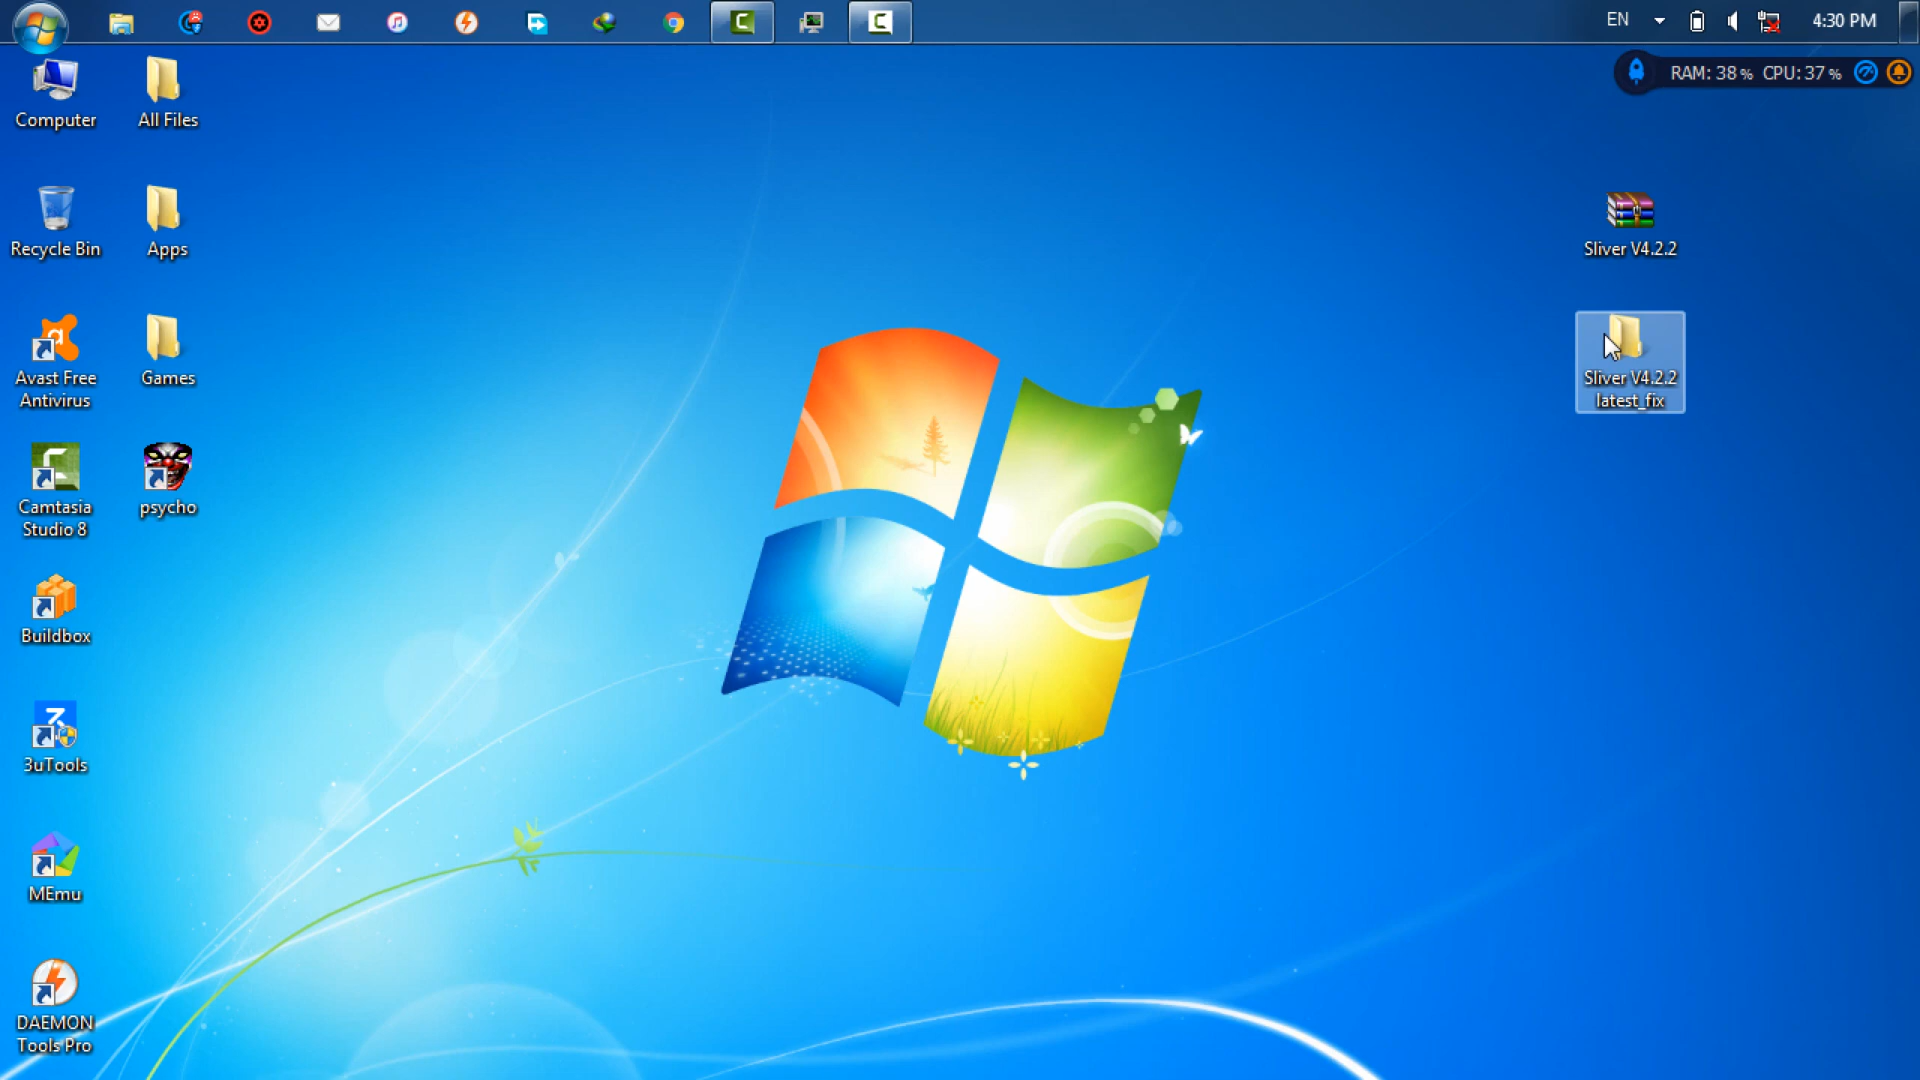 EN
4:30 PM
RAM: 38 % CPU: 37 %
Computer
All Files
Recycle Bin
Apps
Sliver V4.2.2
Avast Free
Antivirus
Games
Sliver V4.2.2
latest_fix
Camtasia
Studio 8
psycho
Buildbox
3uTools
MEmu
DAEMON
Tools Pro